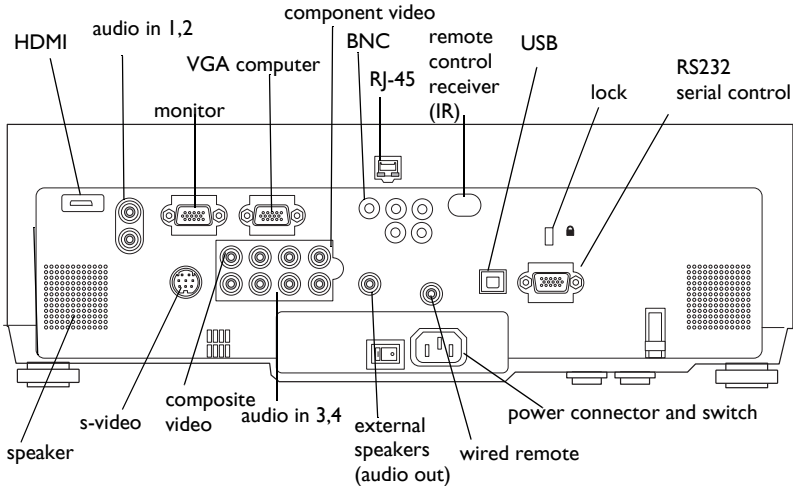 component video
audio in 1,2
HDMI
BNC
remote
control
receiver
(IR)
USB
VGA computer
RJ-45
RS232
serial control
lock
monitor
composite
video
audio in 3,4
power connector and switch
s-video
external
speakers
(audio out)
speaker
wired remote